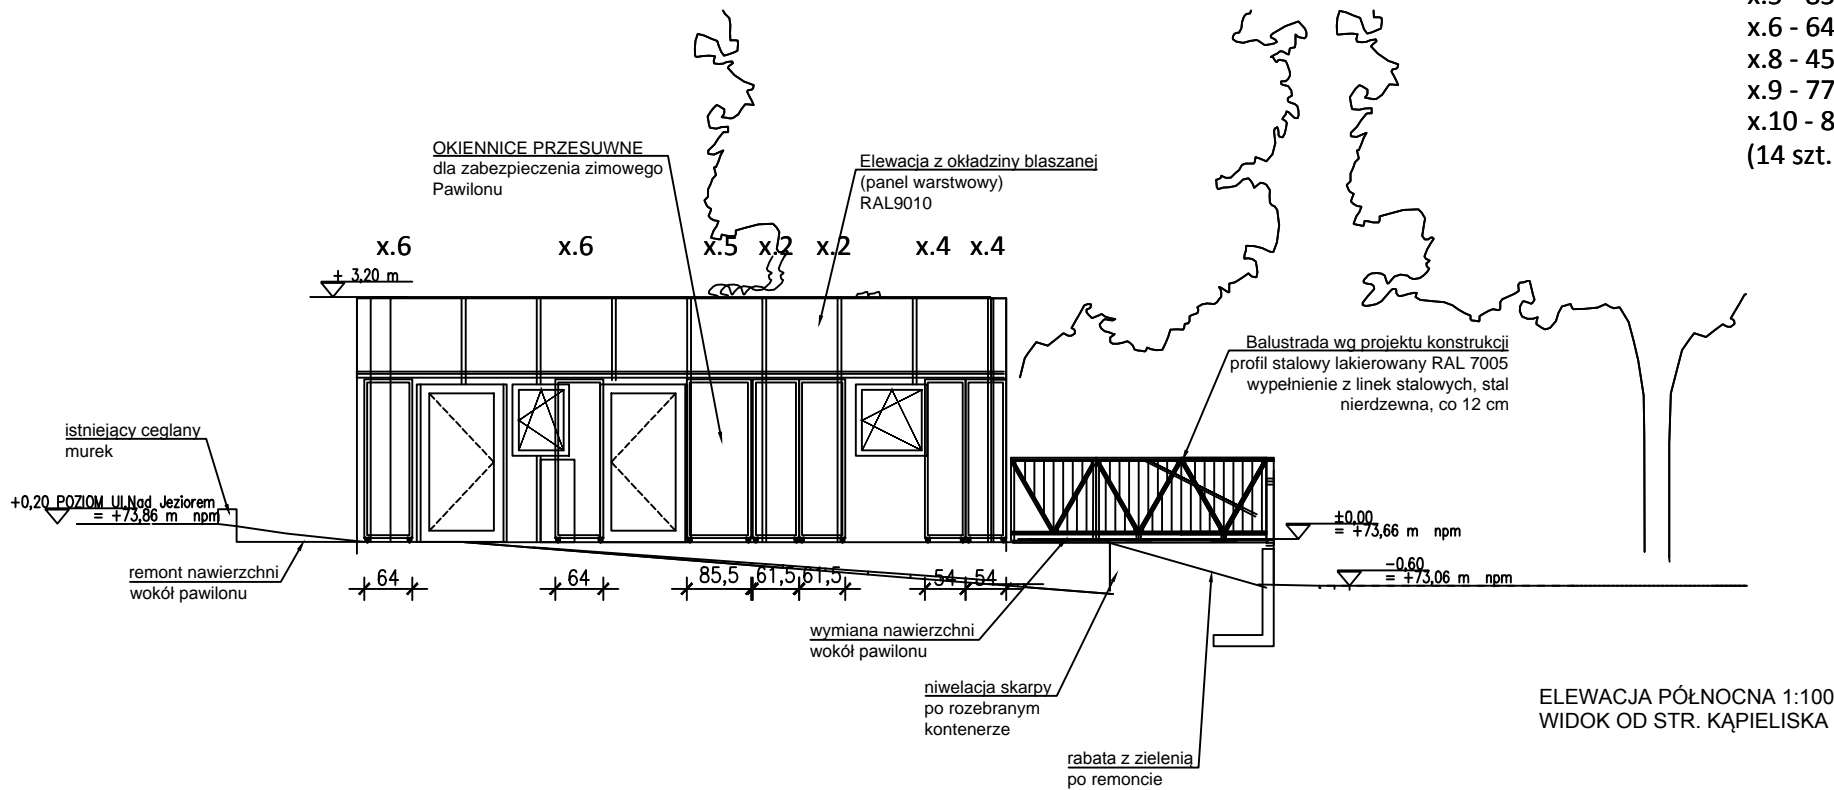 x.6 - 64
x.8 - 45
x.9 - 77
x.10 - 8
(14 szt.
OKIENNICE PRZESUWNE
dla zabezpieczenia zimowego
Pawilonu
Elewacja z okładziny blaszanej
(panel warstwowy)
RAL9010
x.6 x.6 x.5 x.2 x.2 x.4 x.4
+ 3,20 m
Balustrada wg projektu konstrukcji
profil stalowy lakierowany RAL 7005
wypełnienie z linek stalowych, stal
nierdzewna, co 12 cm
istniejący ceglany
murek
+0,20 POZIOM Ul.Nad Jeziorem
= +73,86 m npm
±0,00
= +73,66 m npm
-0,60
= +73,06 m npm
remont nawierzchni
wokół pawilonu
64 64 85,5 61,5 61,5 54 54
wymiana nawierzchni
wokół pawilonu
niwelacja skarpy
po rozebranym
kontenerze
rabata z zielenią
po remoncie
ELEWACJA PÓŁNOCNA 1:100
WIDOK OD STR. KĄPIELISKA